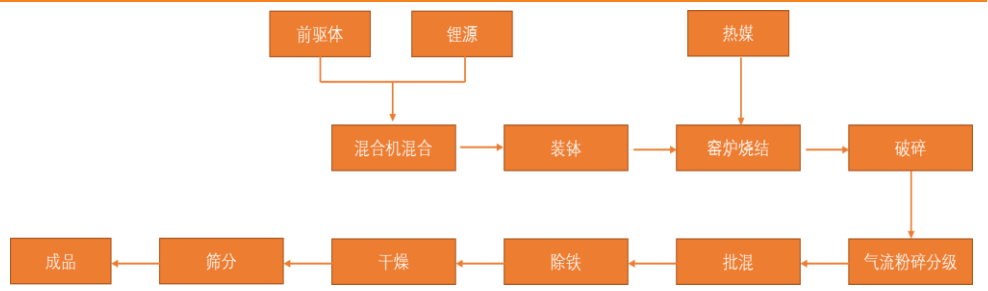 前驱体
锂源
热媒
混合机混合
装钵
窑炉烧结
破碎
成品
筛分
干燥
除铁
批混
气流粉碎分级